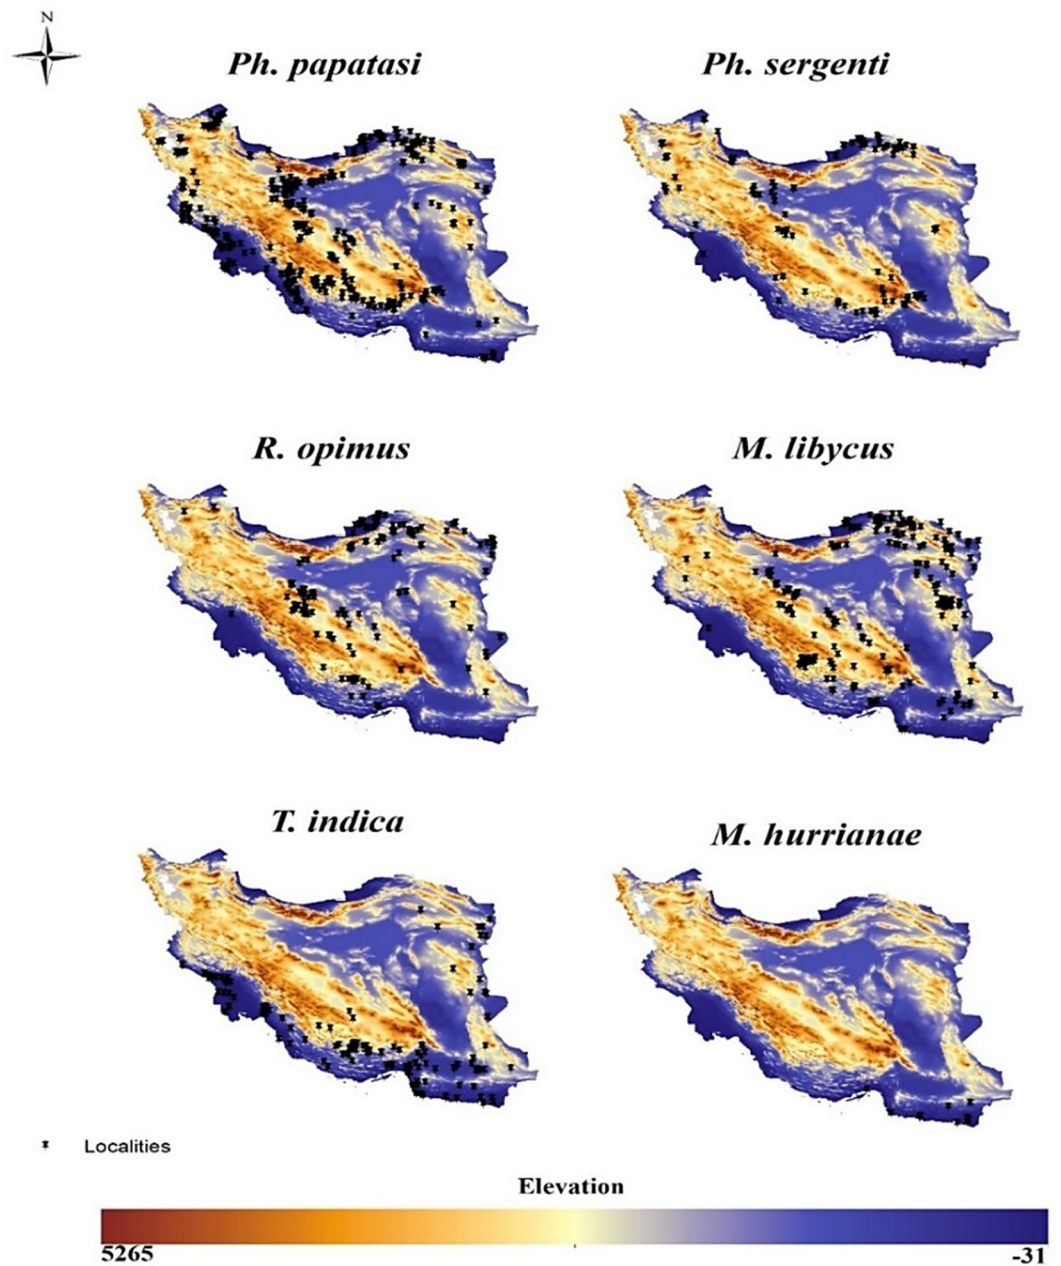 N
Ph. papatasi
Ph. sergenti
R. opimus
M. libycus
T. indica
M. hurrianae
Localities
Elevation
5265
-31